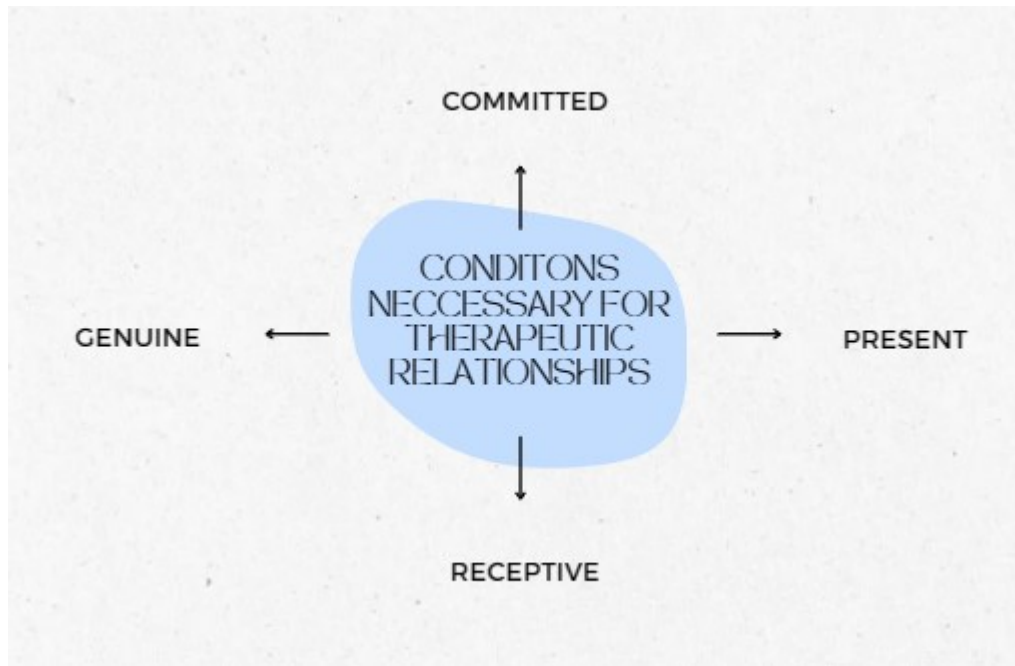 COMMITTED
CONDITONS
NECCESSARY FOR
THERAPEUTIC
RELATIONSHIPS
GENUINE
PRESENT
RECEPTIVE